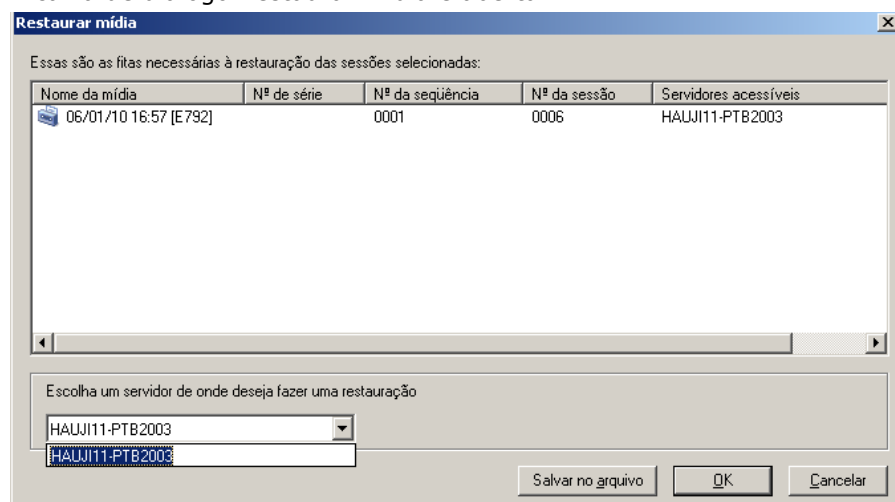 Restaurar mídia
Essas são as fitas necessárias à restauração das sessões selecionadas:
Nome da mídia Nº de série Nº da seqüência Nº da sessão Servidores acessíveis
06/01/10 16:57 [E792] 0001 0006 HAUJI11-PTB2003
Escolha um servidor de onde deseja fazer uma restauração
HAUJI11-PTB2003
HAUJI11-PTB2003
Salvar no arquivo OK Cancelar